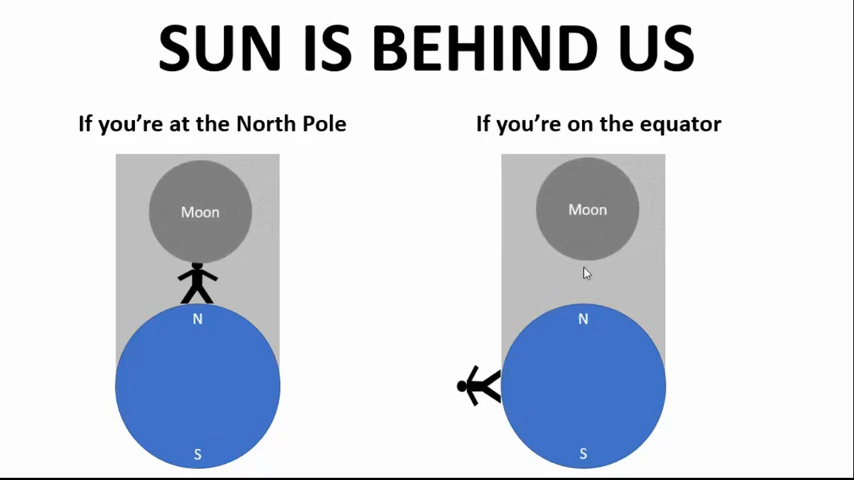 SUN IS BEHIND US
If you’re at the North Pole
If you’re on the equator
Moon
Moon
N
N
S
S